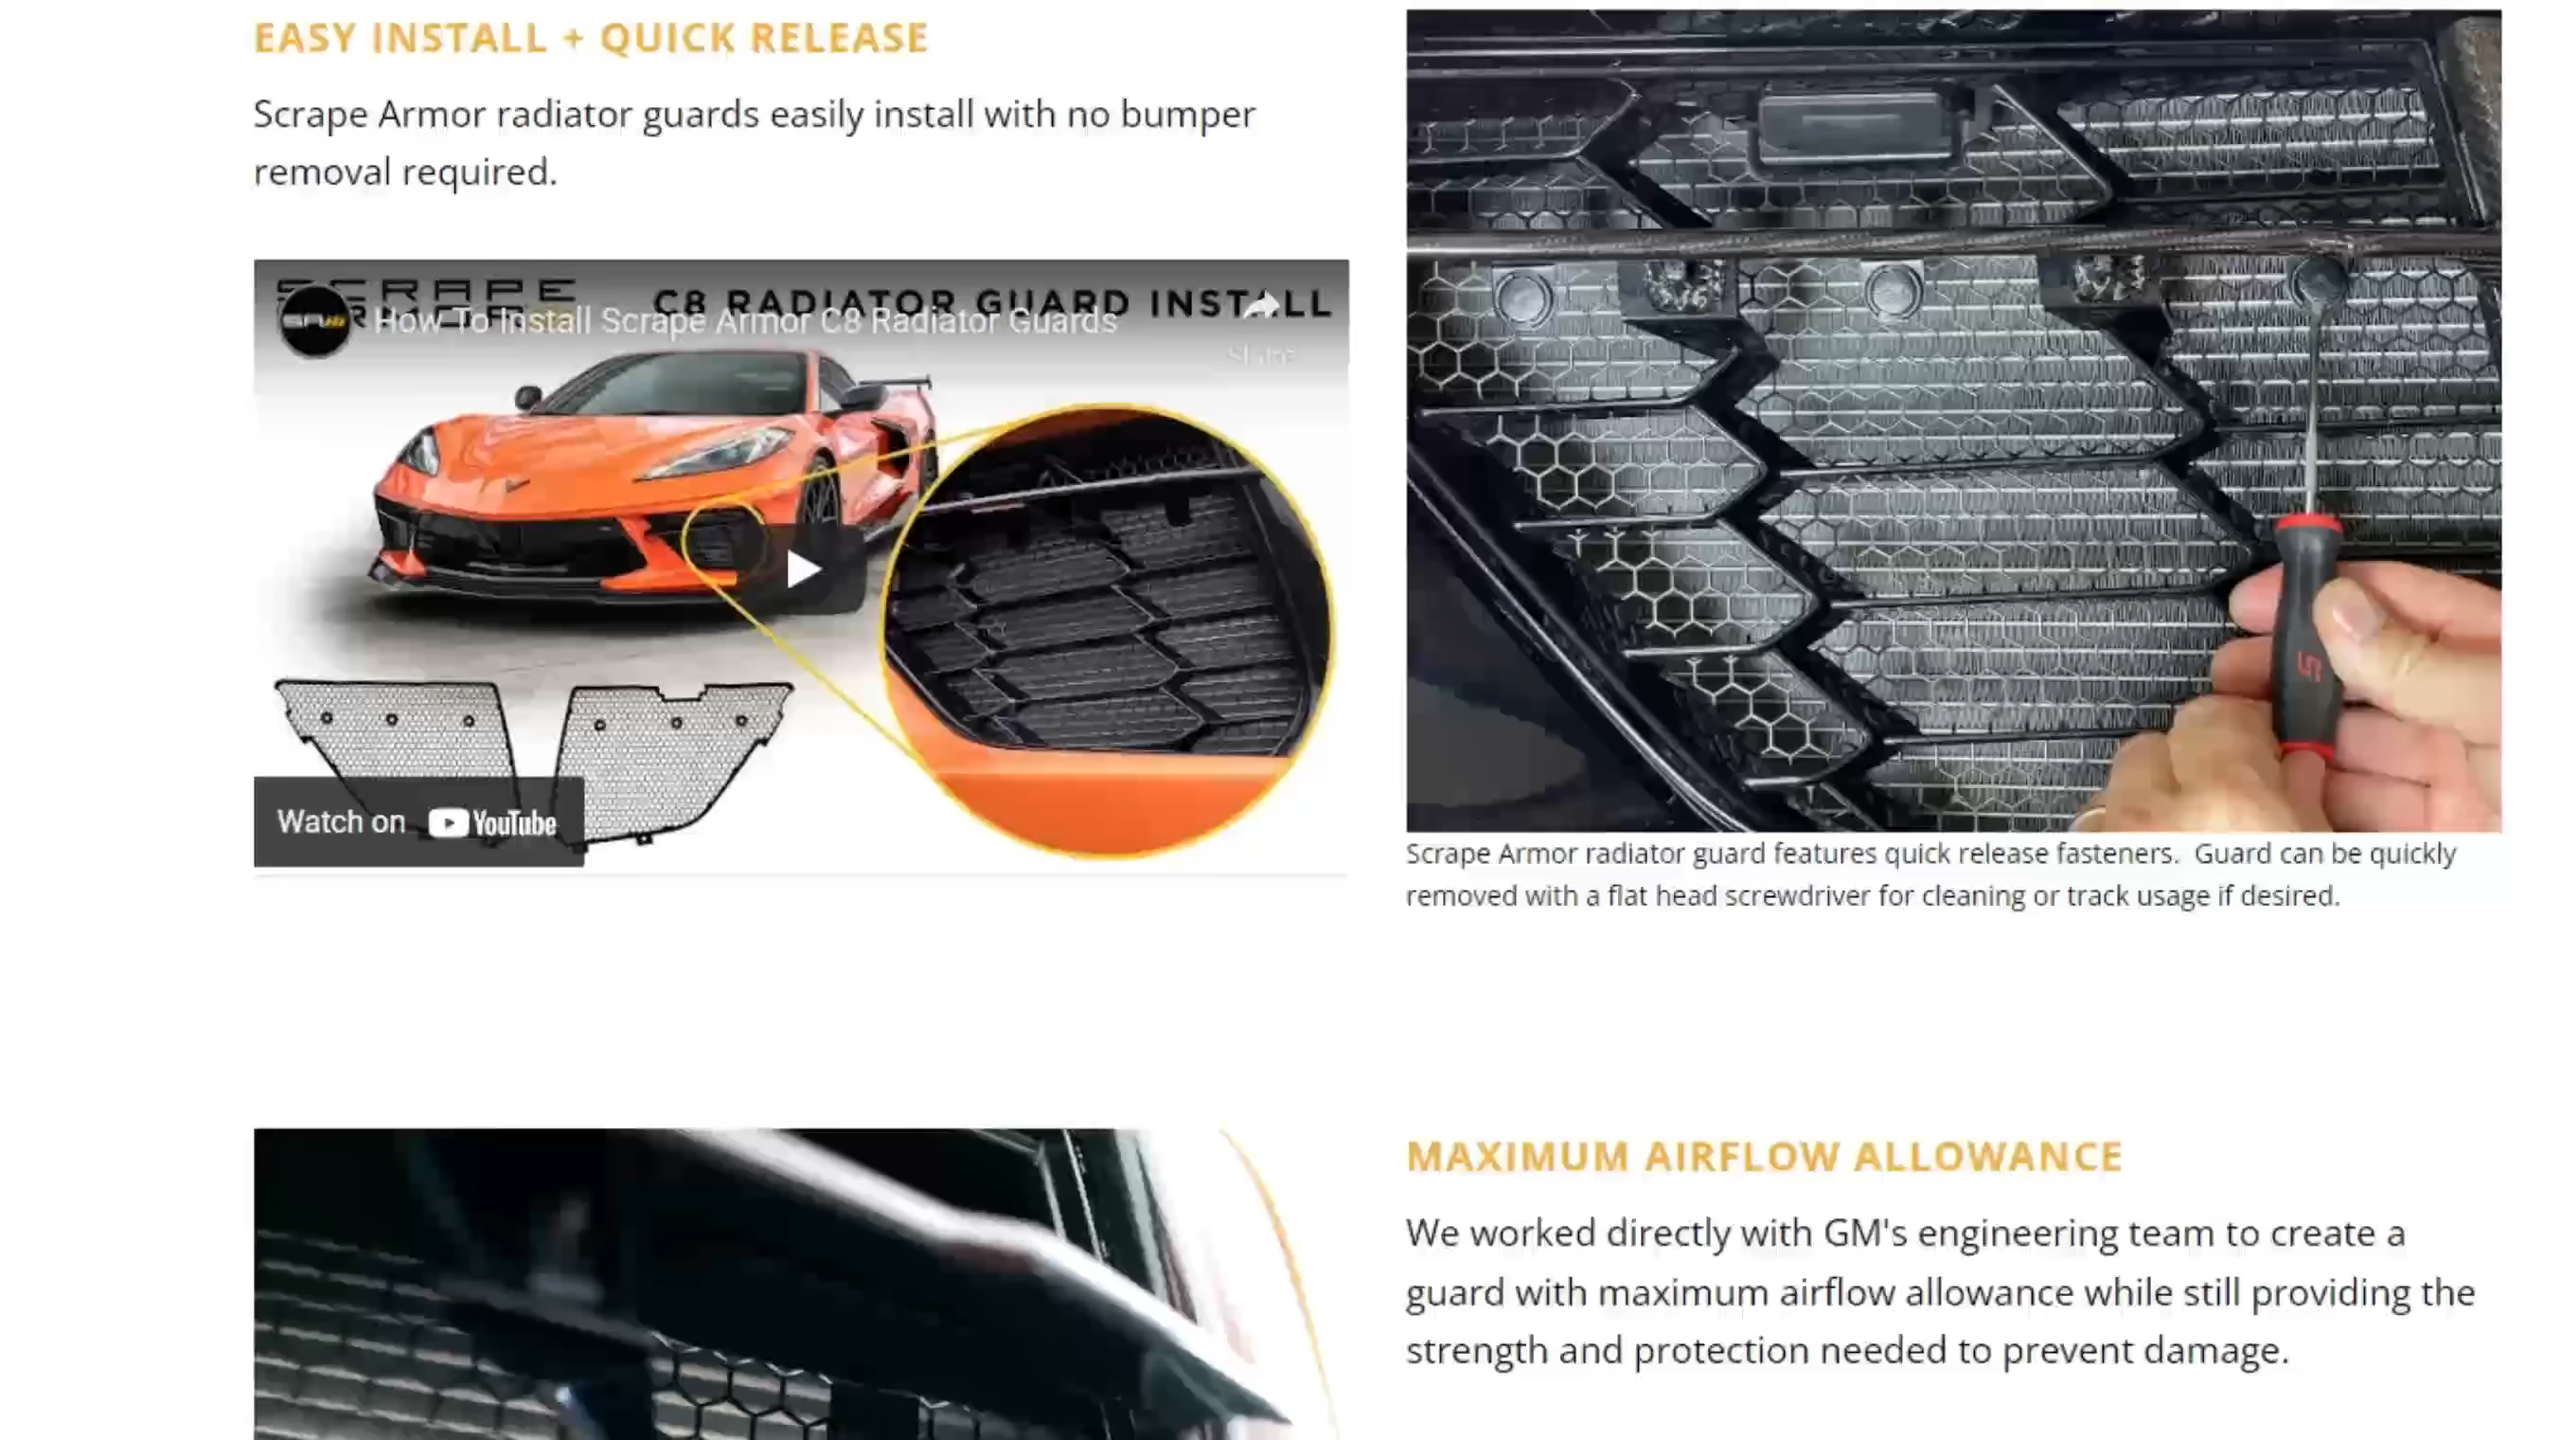 EASY INSTALL + QUICK RELEASE
Scrape Armor radiator guards easily install with no bumper
removal required.
SCRAPE
C8 RADIATOR GUARD INSTALL
How To Install Scrape Armor C8 Radiator Guards
Share
Watch on YouTube
Scrape Armor radiator guard features quick release fasteners. Guard can be quickly
removed with a flat head screwdriver for cleaning or track usage if desired.
MAXIMUM AIRFLOW ALLOWANCE
We worked directly with GM's engineering team to create a
guard with maximum airflow allowance while still providing the
strength and protection needed to prevent damage.